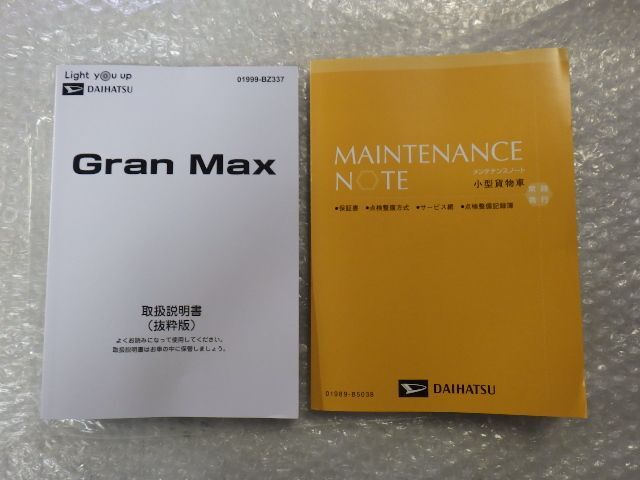 Light you up
DAIHATSU
01999-BZ337
Gran Max
取扱説明書
（抜粋版）
よくお読みになって使用してください。
取扱説明書はお車の中に保管しましょう。
MAINTENANCE
NOTE
メンテナンスノート
小型貨物車
●保証書 ●点検整備方式 ●サービス網 ●点検整備記録簿
01989-B5038
DAIHATSU